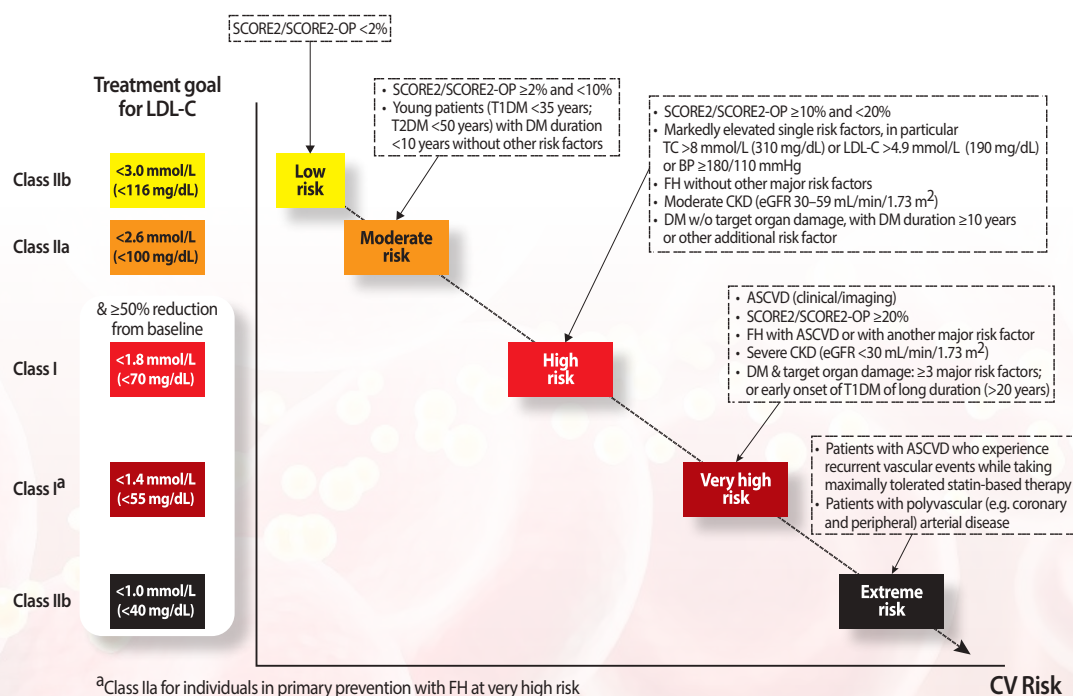 SCORE2/SCORE2-OP <2%
Treatment goal
for LDL-C
• SCORE2/SCORE2-OP ≥2% and <10%
• Young patients (T1DM <35 years;
T2DM <50 years) with DM duration
<10 years without other risk factors
• SCORE2/SCORE2-OP ≥10% and <20%
• Markedly elevated single risk factors, in particular
TC >8 mmol/L (310 mg/dL) or LDL-C >4.9 mmol/L (190 mg/dL)
or BP ≥180/110 mmHg
• FH without other major risk factors
• Moderate CKD (eGFR 30–59 mL/min/1.73 m²)
• DM w/o target organ damage, with DM duration ≥10 years
or other additional risk factor
Class IIb
<3.0 mmol/L
(<116 mg/dL)
Low
risk
Class IIa
<2.6 mmol/L
(<100 mg/dL)
Moderate
risk
& ≥50% reduction
from baseline
Class I
<1.8 mmol/L
(<70 mg/dL)
High
risk
• ASCVD (clinical/imaging)
• SCORE2/SCORE2-OP ≥20%
• FH with ASCVD or with another major risk factor
• Severe CKD (eGFR <30 mL/min/1.73 m²)
• DM & target organ damage: ≥3 major risk factors;
or early onset of T1DM of long duration (>20 years)
Class Iᵃ
<1.4 mmol/L
(<55 mg/dL)
Very high
risk
• Patients with ASCVD who experience
recurrent vascular events while taking
maximally tolerated statin-based therapy
• Patients with polyvascular (e.g. coronary
and peripheral) arterial disease
Class IIb
<1.0 mmol/L
(<40 mg/dL)
Extreme
risk
ᵃClass IIa for individuals in primary prevention with FH at very high risk
CV Risk